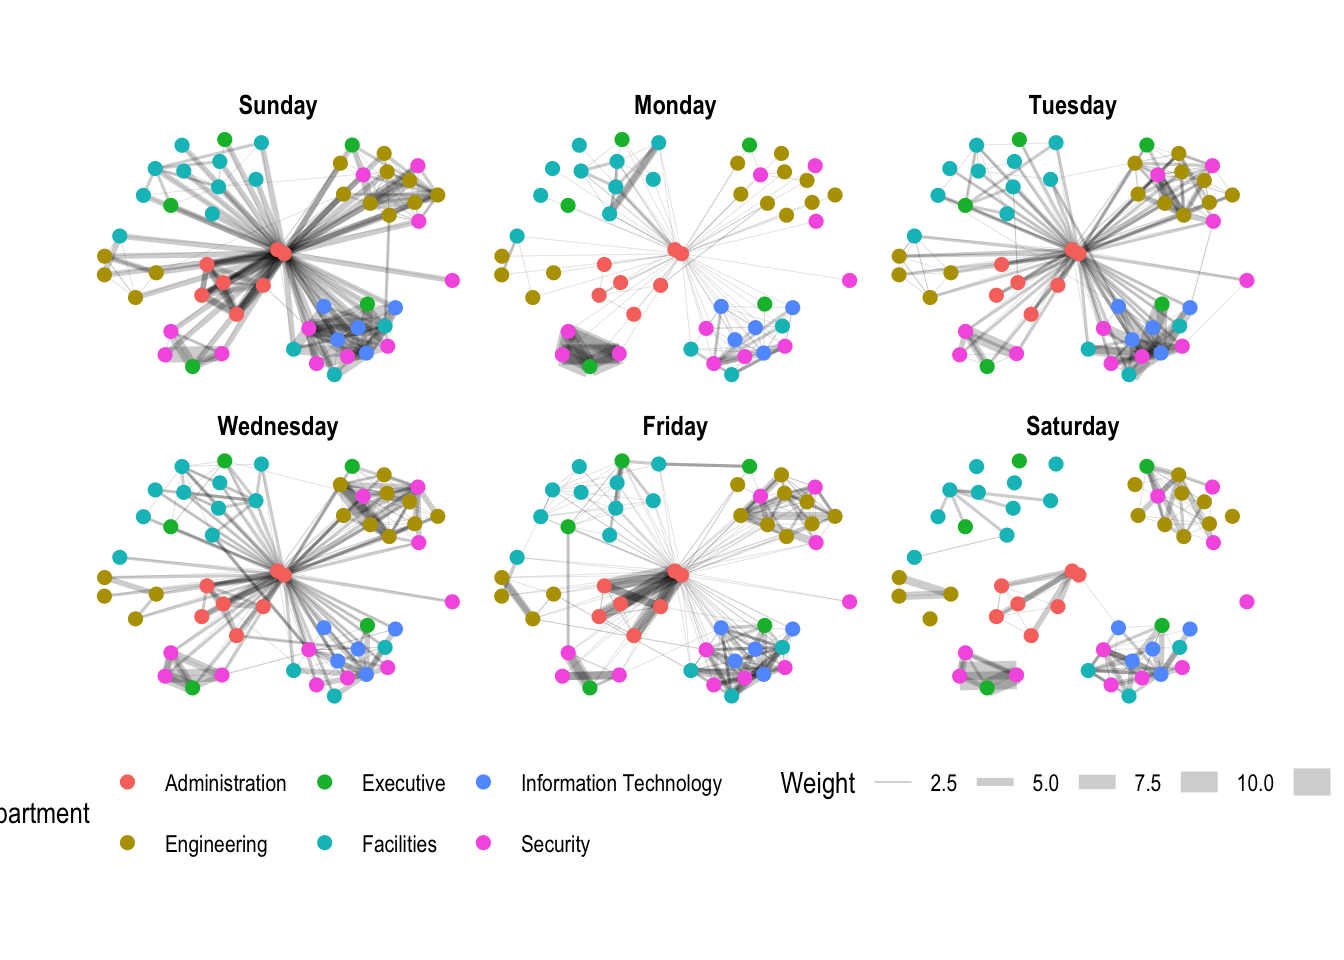 Sunday
Monday
Tuesday
Wednesday
Friday
Saturday
partment
Administration
Executive
Information Technology
Engineering
Facilities
Security
Weight
2.5
5.0
7.5
10.0